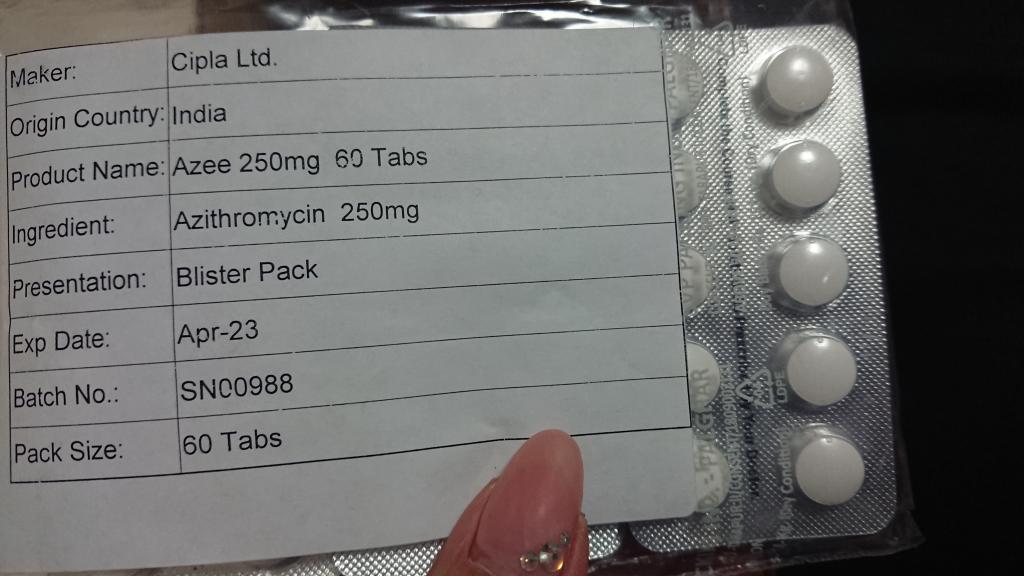 Maker: Cipla Ltd.
Origin Country: India
Product Name: Azee 250mg 60 Tabs
Ingredient: Azithromycin 250mg
Presentation: Blister Pack
Exp Date: Apr-23
Batch No.: SN00988
Pack Size: 60 Tabs